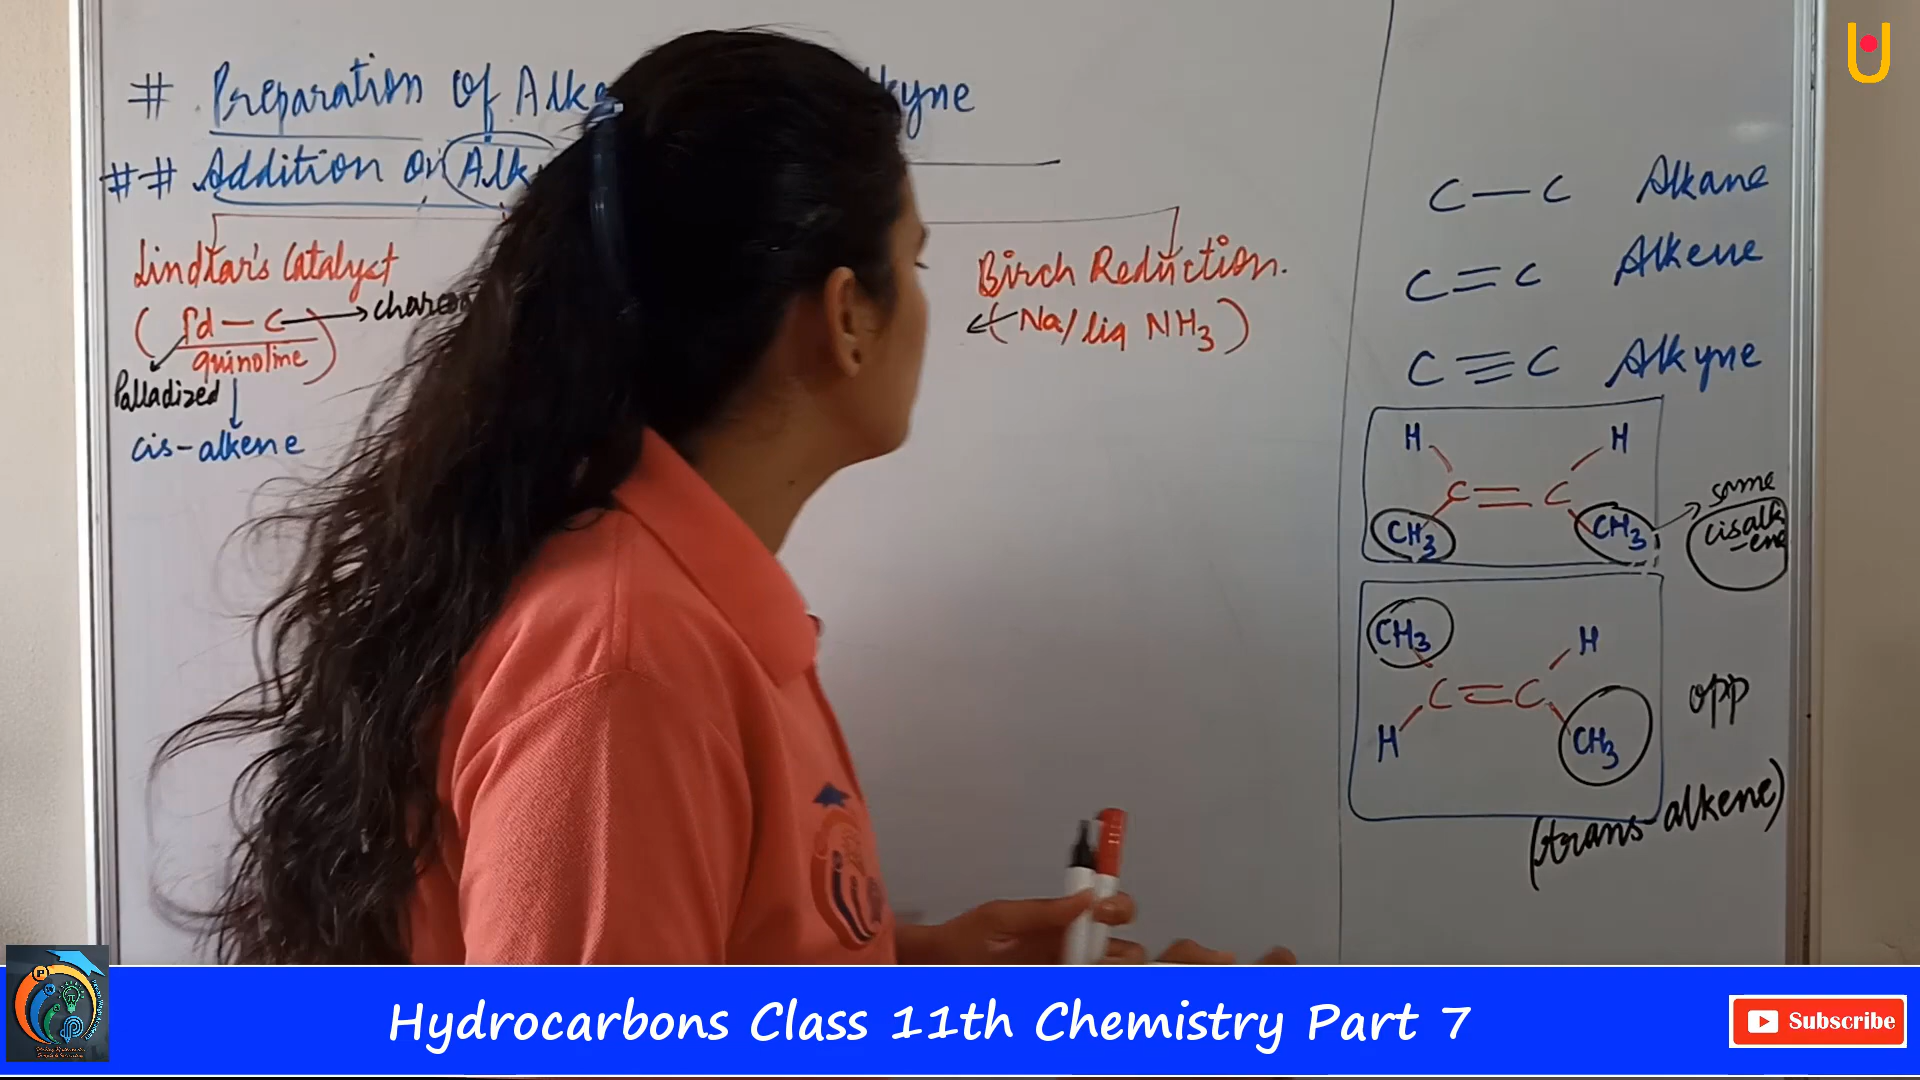 # Preparation of Alke kyne
## Addition on Alk
Lindlar's Catalyst
( Pd — C ) → charco
quinoline
Palladized
cis-alkene
Birch Reduction.
(Na/liq NH3)
C — C Alkane
C = C Alkene
C ≡ C Alkyne
H H
C = C
CH3 CH3
same
cisalk
-ene
CH3 H
C = C
H CH3
opp
(trans-alkene)
Hydrocarbons Class 11th Chemistry Part 7
Subscribe